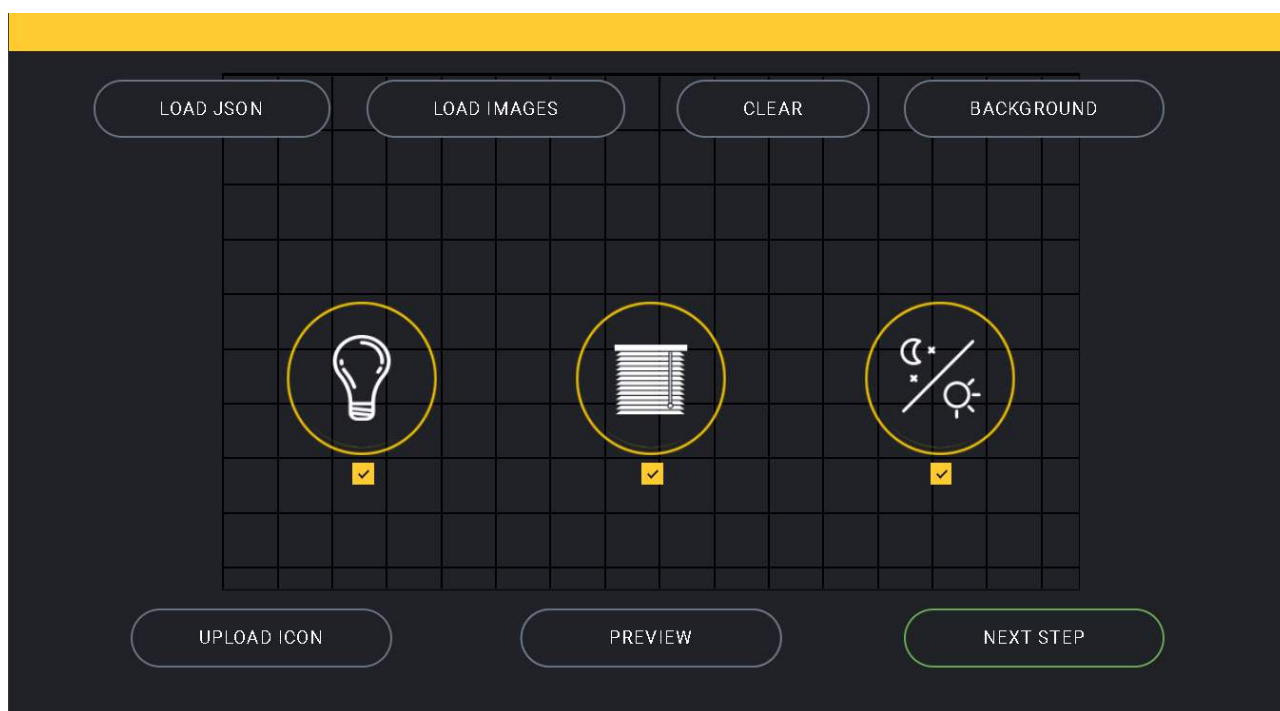 LOAD JSON
LOAD IMAGES
CLEAR
BACKGROUND
UPLOAD ICON
PREVIEW
NEXT STEP